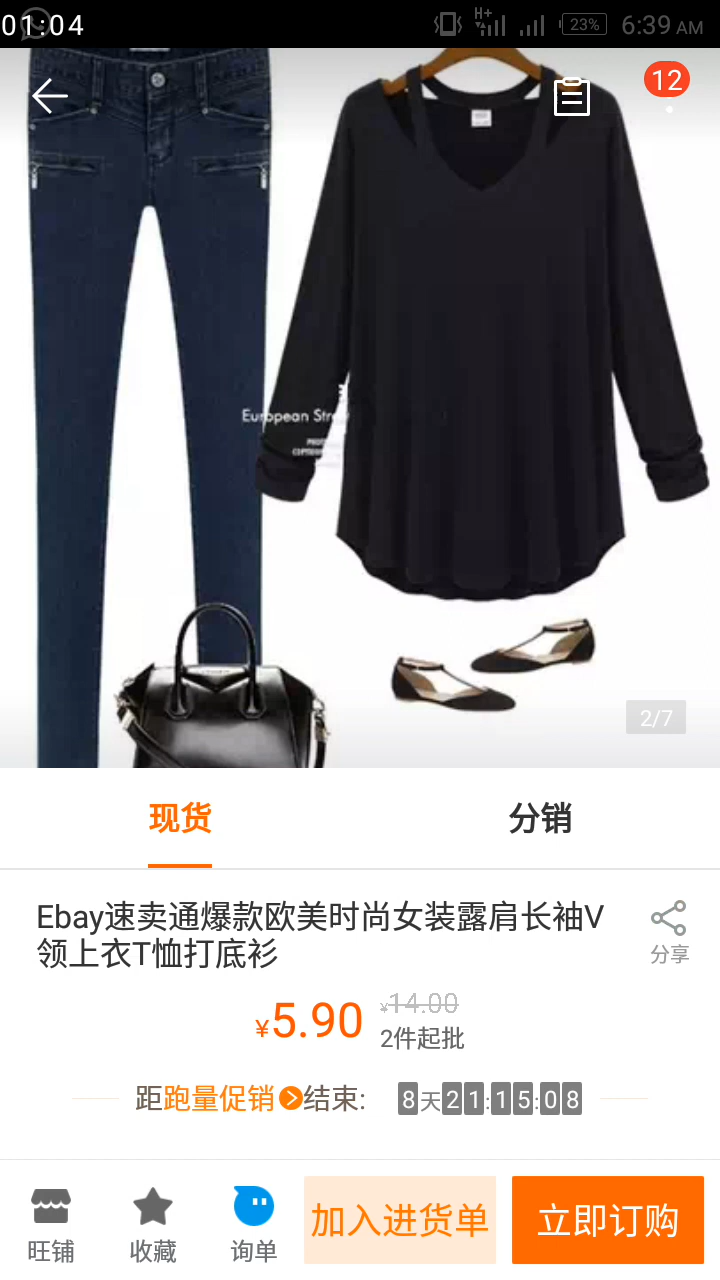 01:04
H+
23%
6:39 AM
12
European Stre
2/7
现货
分销
Ebay速卖通爆款欧美时尚女装露肩长袖V
领上衣T恤打底衫
分享
¥5.90
¥14.00
2件起批
距跑量促销结束:
8天21:15:08
旺铺
收藏
询单
加入进货单
立即订购